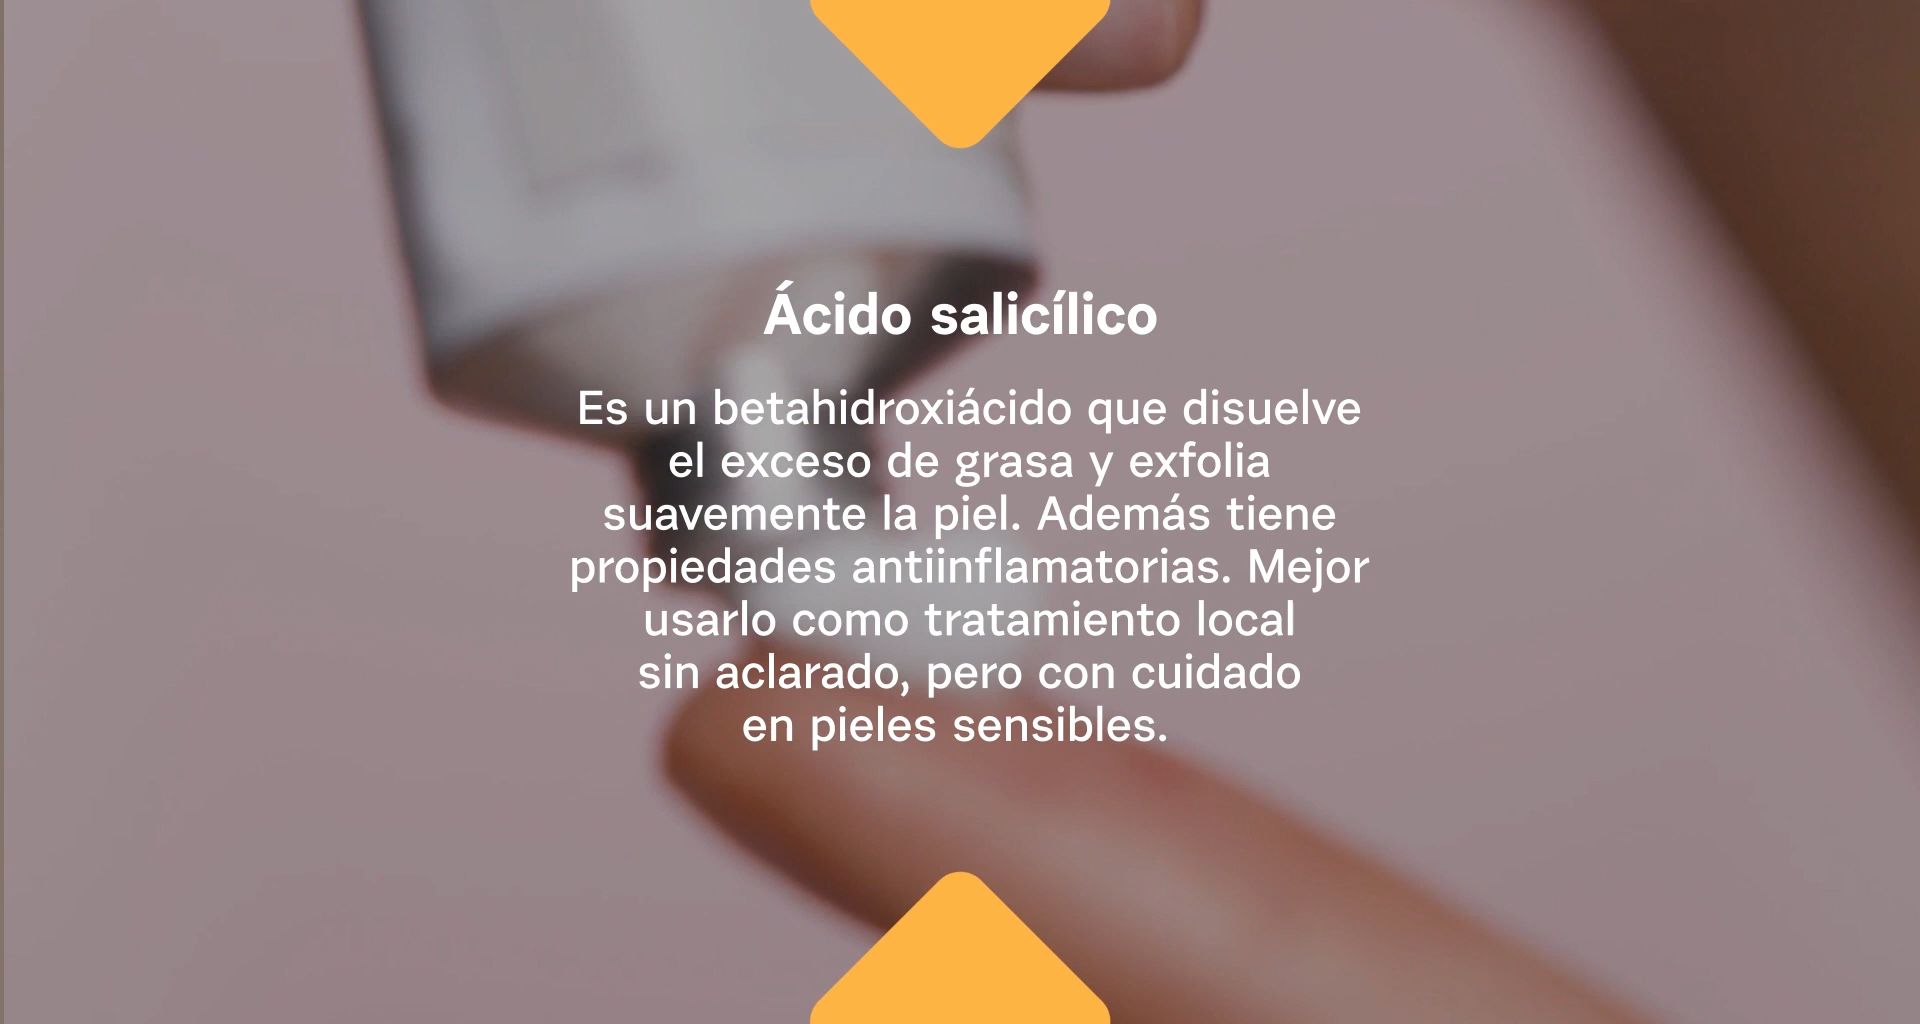 Ácido salicílico
Es un betahidroxiácido que disuelve
el exceso de grasa y exfolia
suavemente la piel. Además tiene
propiedades antiinflamatorias. Mejor
usarlo como tratamiento local
sin aclarado, pero con cuidado
en pieles sensibles.